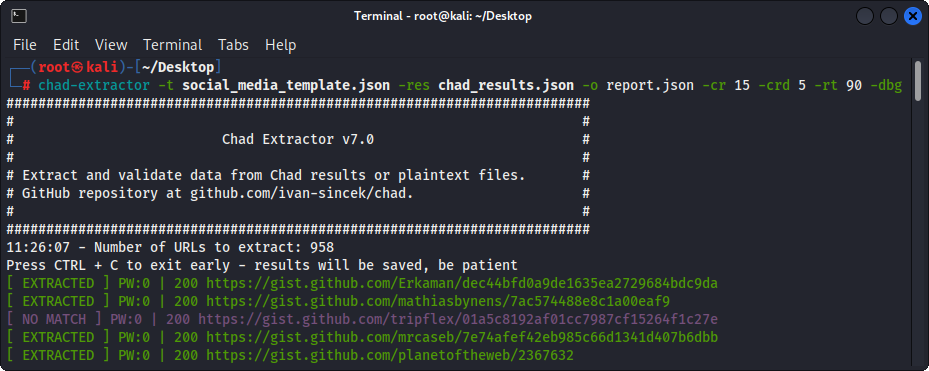 Terminal - root@kali: ~/Desktop
File Edit View Terminal Tabs Help
┌──(root㉿kali)-[~/Desktop]
└─# chad-extractor -t social_media_template.json -res chad_results.json -o report.json -cr 15 -crd 5 -rt 90 -dbg
########################################################################
#                                                                      #
#                          Chad Extractor v7.0                         #
#                                                                      #
# Extract and validate data from Chad results or plaintext files.      #
# GitHub repository at github.com/ivan-sincek/chad.                    #
#                                                                      #
########################################################################
11:26:07 - Number of URLs to extract: 958
Press CTRL + C to exit early - results will be saved, be patient
[ EXTRACTED ] PW:0 | 200 https://gist.github.com/Erkaman/dec44bfd0a9de1635ea2729684bdc9da
[ EXTRACTED ] PW:0 | 200 https://gist.github.com/mathiasbynens/7ac574488e8c1a00eaf9
[ NO MATCH ] PW:0 | 200 https://gist.github.com/tripflex/01a5c8192af01cc7987cf15264f1c27e
[ EXTRACTED ] PW:0 | 200 https://gist.github.com/mrcaseb/7e74afef42eb985c66d1341d407b6dbb
[ EXTRACTED ] PW:0 | 200 https://gist.github.com/planetoftheweb/2367632